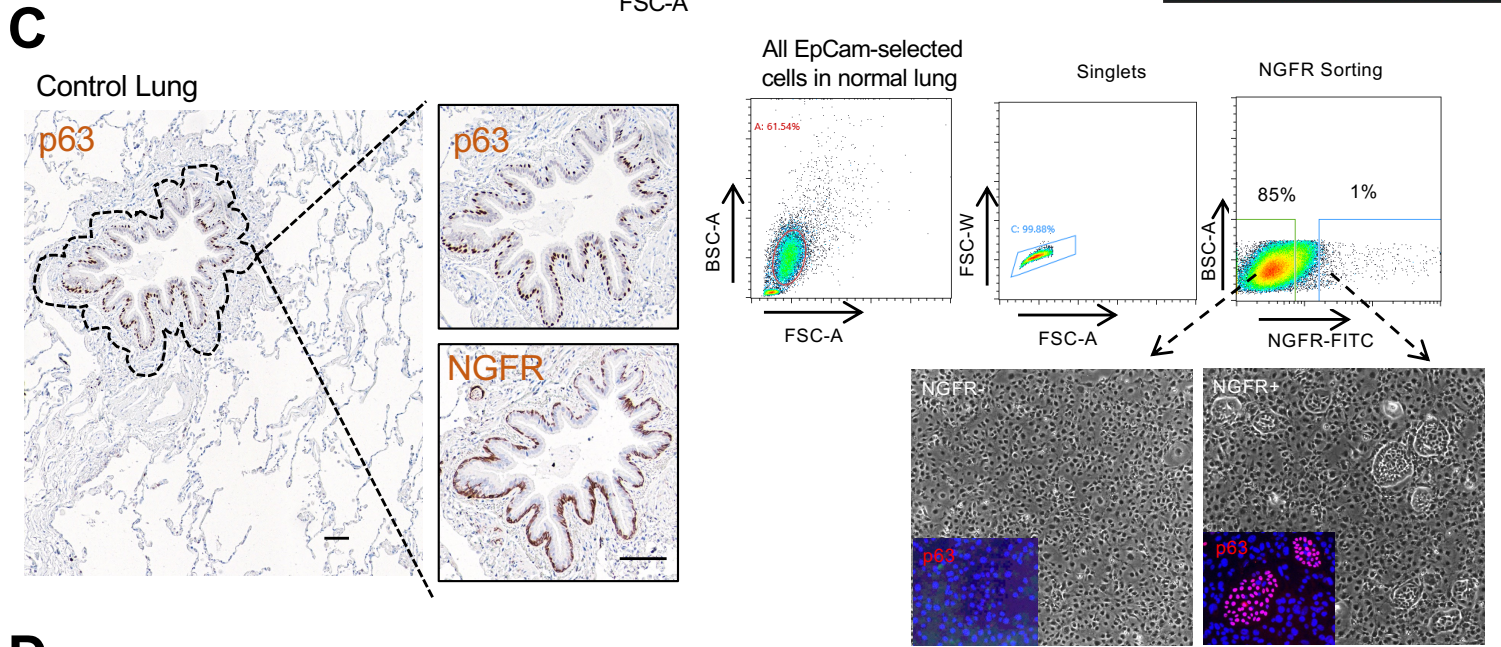 FSC-A
C
Control Lung
p63
p63
NGFR
All EpCam-selected
cells in normal lung
A: 61.54%
BSC-A
FSC-A
Singlets
C: 99.88%
FSC-W
FSC-A
NGFR Sorting
85%
1%
BSC-A
NGFR-FITC
NGFR-
p63
NGFR+
p63